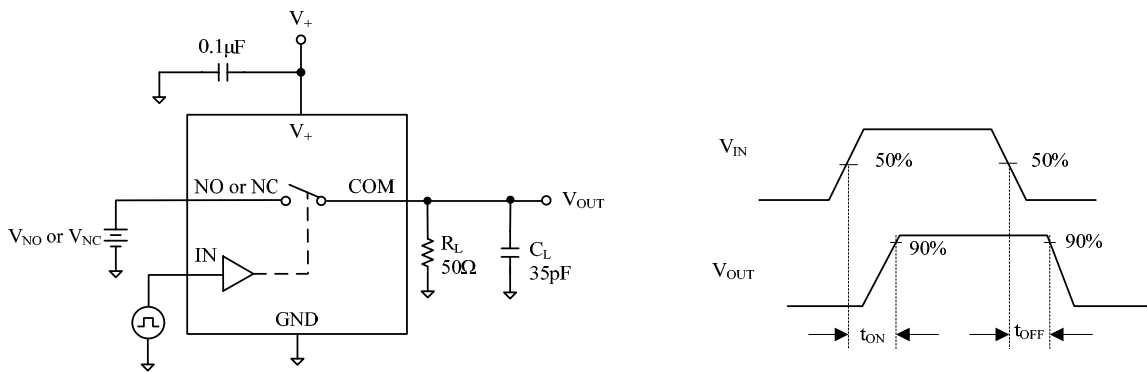 V+
0.1μF
V+
NO or NC
COM
VOUT
VNO or VNC
IN
RL
50Ω
CL
35pF
GND
VIN
50%
50%
VOUT
90%
90%
tON
tOFF